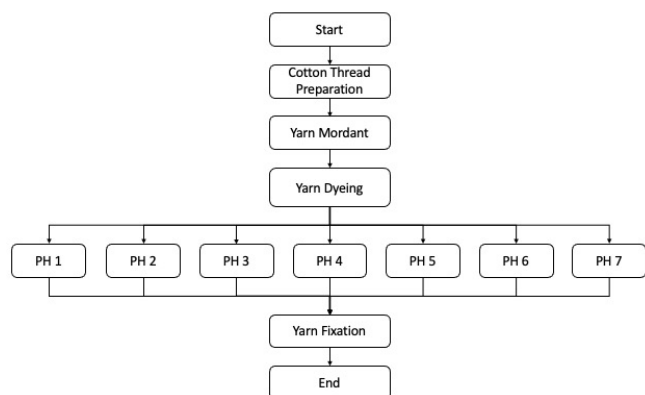 Start
Cotton Thread
Preparation
Yarn Mordant
Yarn Dyeing
PH 1
PH 2
PH 3
PH 4
PH 5
PH 6
PH 7
Yarn Fixation
End